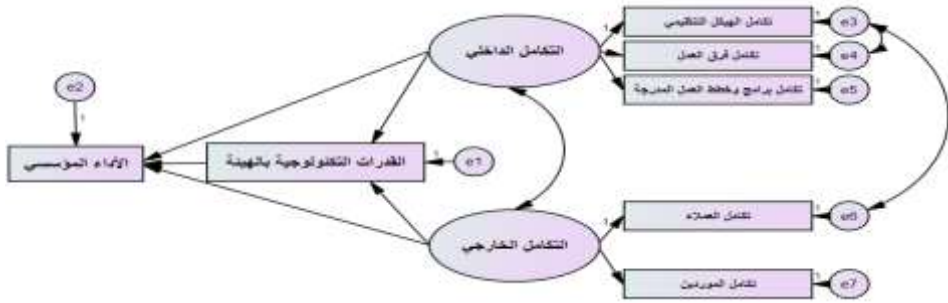 تكامل الهيكل التنظيمي
1
e3
التكامل الداخلي
تكامل فرق العمل
1
e4
تكامل برامج وخطط العمل المدرجة
1
e5
e2
1
الأداء المؤسسي
القدرات التكنولوجية بالهيئة
1
e1
1
تكامل العملاء
1
e6
التكامل الخارجي
1
تكامل الموردين
1
e7